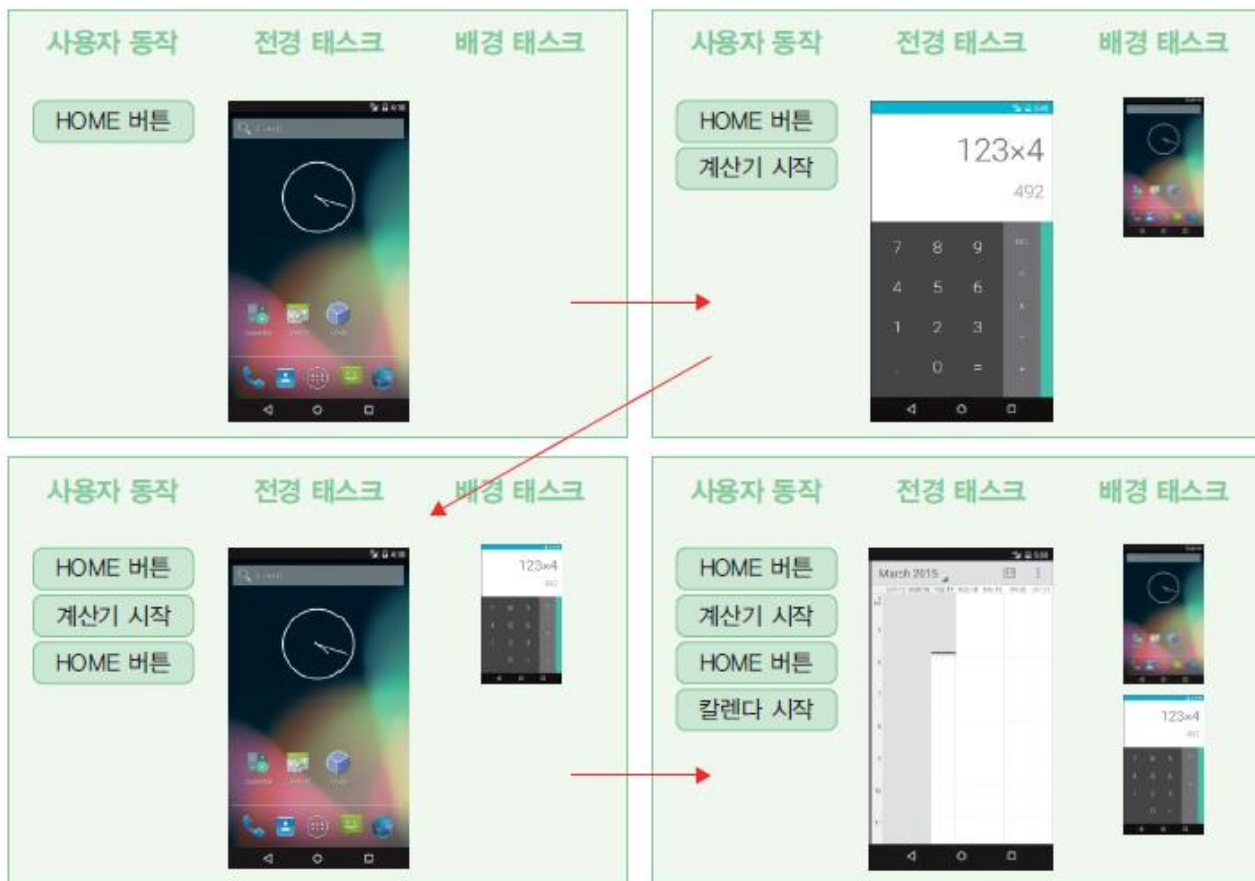 사용자 동작 전경 태스크 배경 태스크
HOME 버튼
사용자 동작 전경 태스크 배경 태스크
HOME 버튼
계산기 시작
123×4
492
7 8 9
4 5 6
1 2 3
. 0 =
+
사용자 동작 전경 태스크 배경 태스크
HOME 버튼
계산기 시작
HOME 버튼
123×4
492
사용자 동작 전경 태스크 배경 태스크
HOME 버튼
계산기 시작
HOME 버튼
칼렌다 시작
March 2015
123×4
492